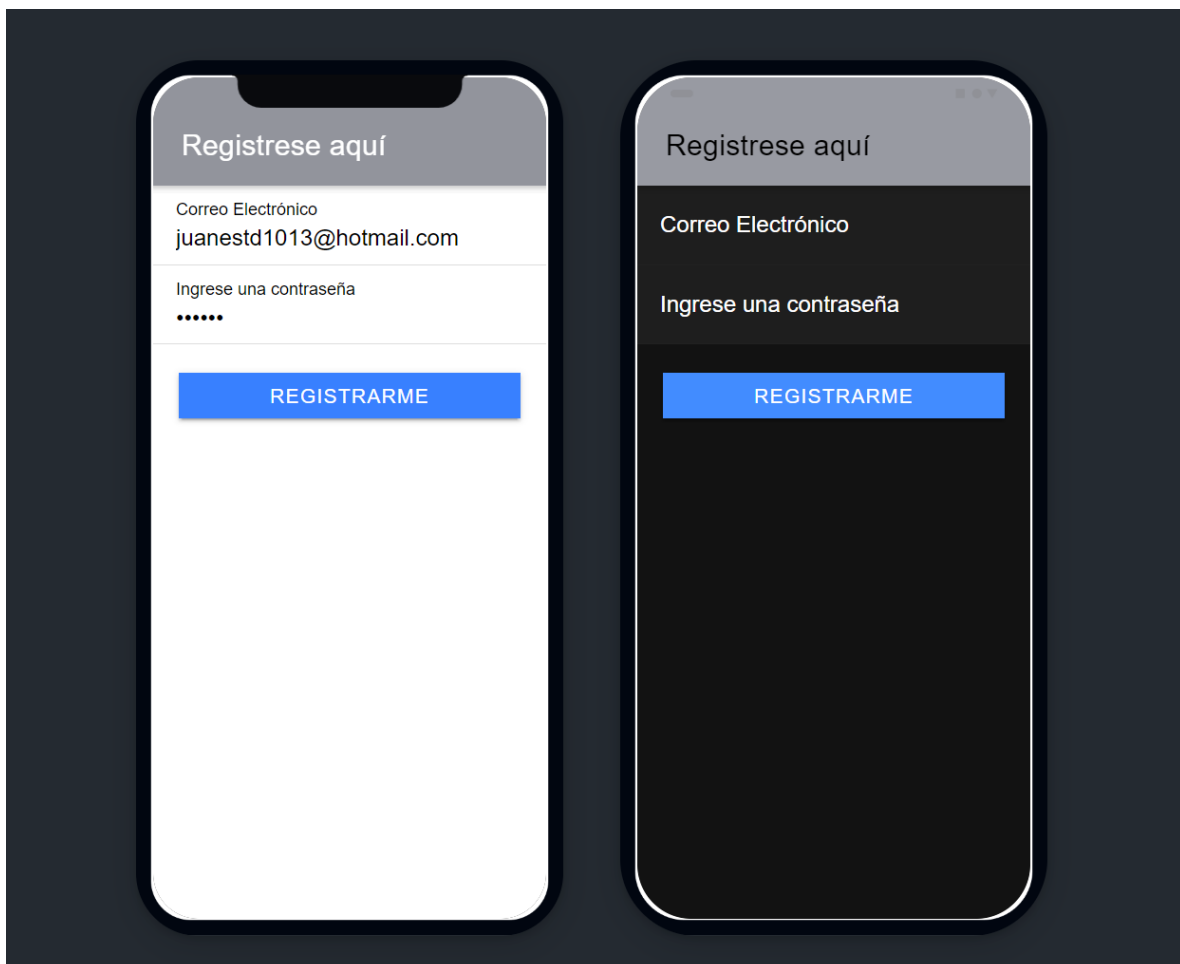 Registrese aquí
Correo Electrónico
juanestd1013@hotmail.com
Ingrese una contraseña
••••••
REGISTRARME
Registrese aquí
Correo Electrónico
Ingrese una contraseña
REGISTRARME